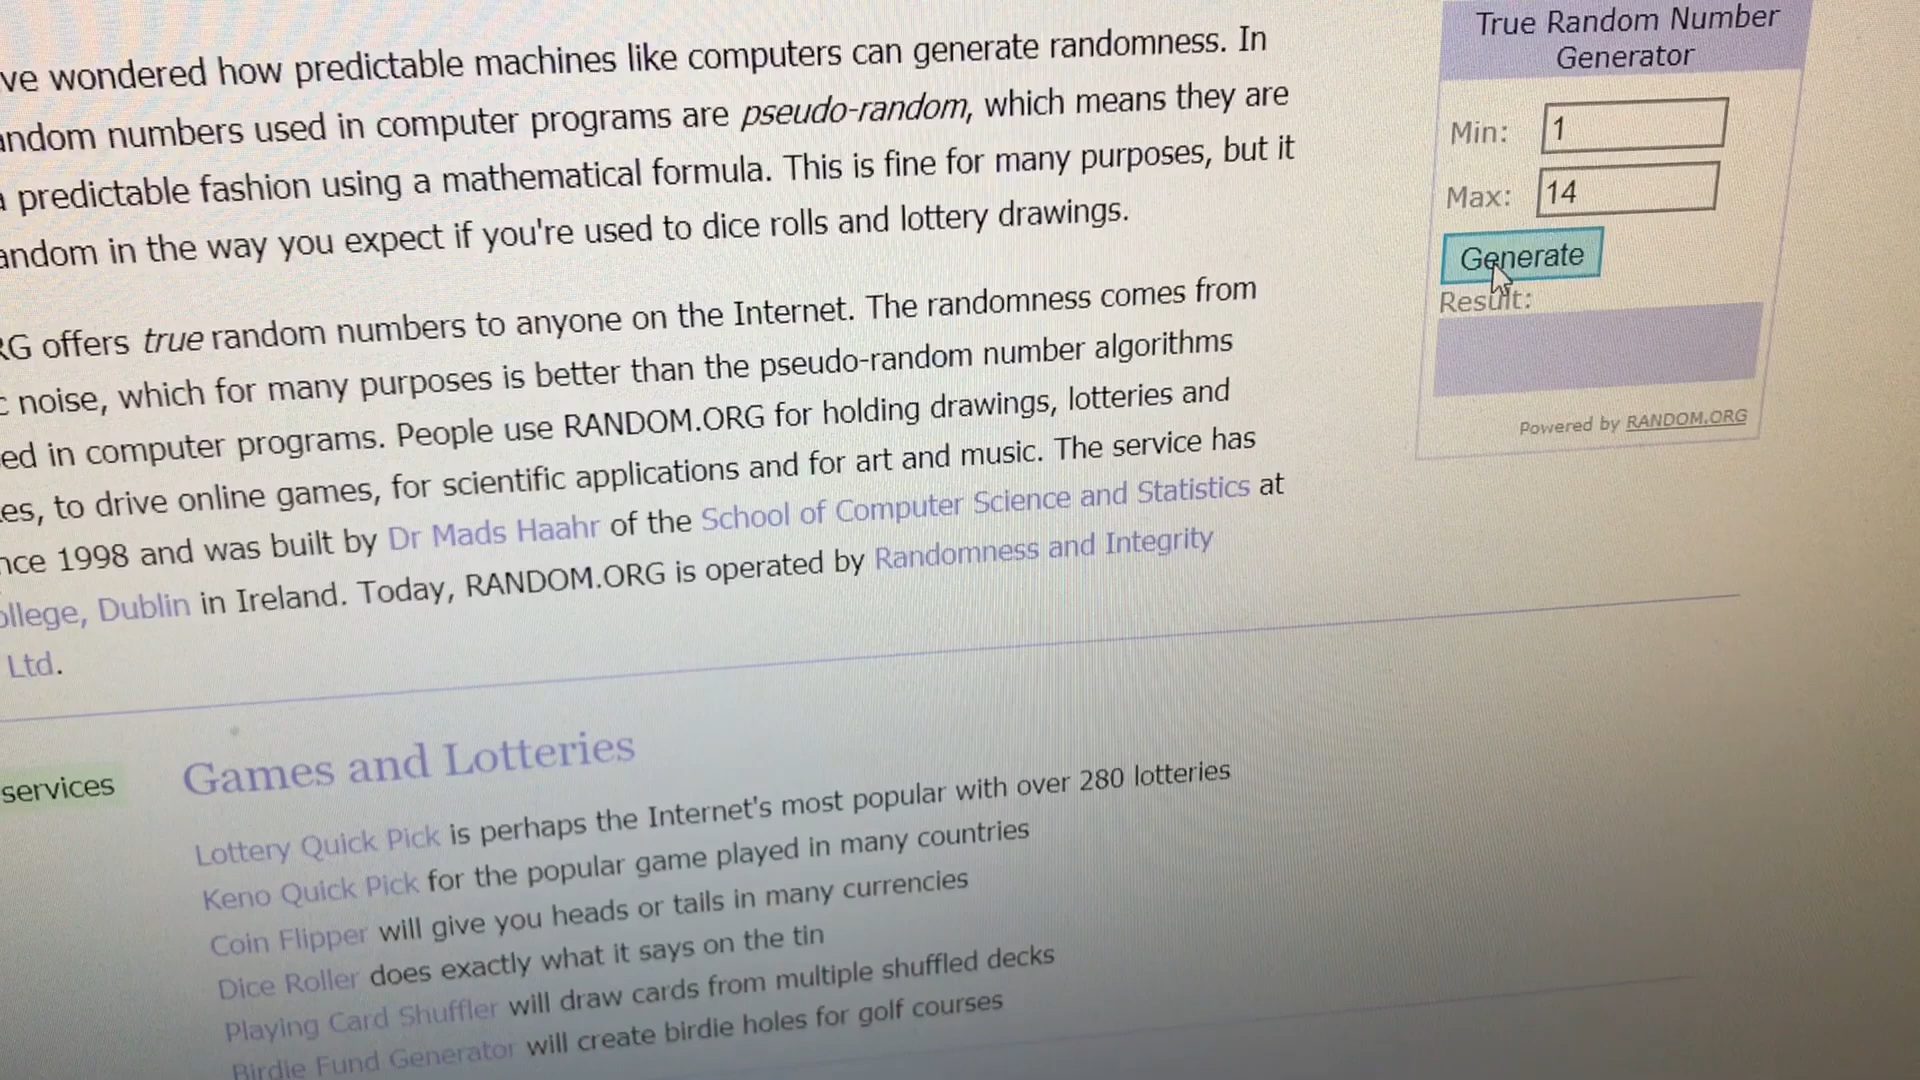 ve wondered how predictable machines like computers can generate randomness. In
andom numbers used in computer programs are pseudo-random, which means they are
a predictable fashion using a mathematical formula. This is fine for many purposes, but it
andom in the way you expect if you're used to dice rolls and lottery drawings.
RG offers true random numbers to anyone on the Internet. The randomness comes from
c noise, which for many purposes is better than the pseudo-random number algorithms
ed in computer programs. People use RANDOM.ORG for holding drawings, lotteries and
es, to drive online games, for scientific applications and for art and music. The service has
nce 1998 and was built by Dr Mads Haahr of the School of Computer Science and Statistics at
ollege, Dublin in Ireland. Today, RANDOM.ORG is operated by Randomness and Integrity
Ltd.
True Random Number
Generator
Min: 1
Max: 14
Generate
Result:
Powered by RANDOM.ORG
services
Games and Lotteries
Lottery Quick Pick is perhaps the Internet's most popular with over 280 lotteries
Keno Quick Pick for the popular game played in many countries
Coin Flipper will give you heads or tails in many currencies
Dice Roller does exactly what it says on the tin
Playing Card Shuffler will draw cards from multiple shuffled decks
Birdie Fund Generator will create birdie holes for golf courses